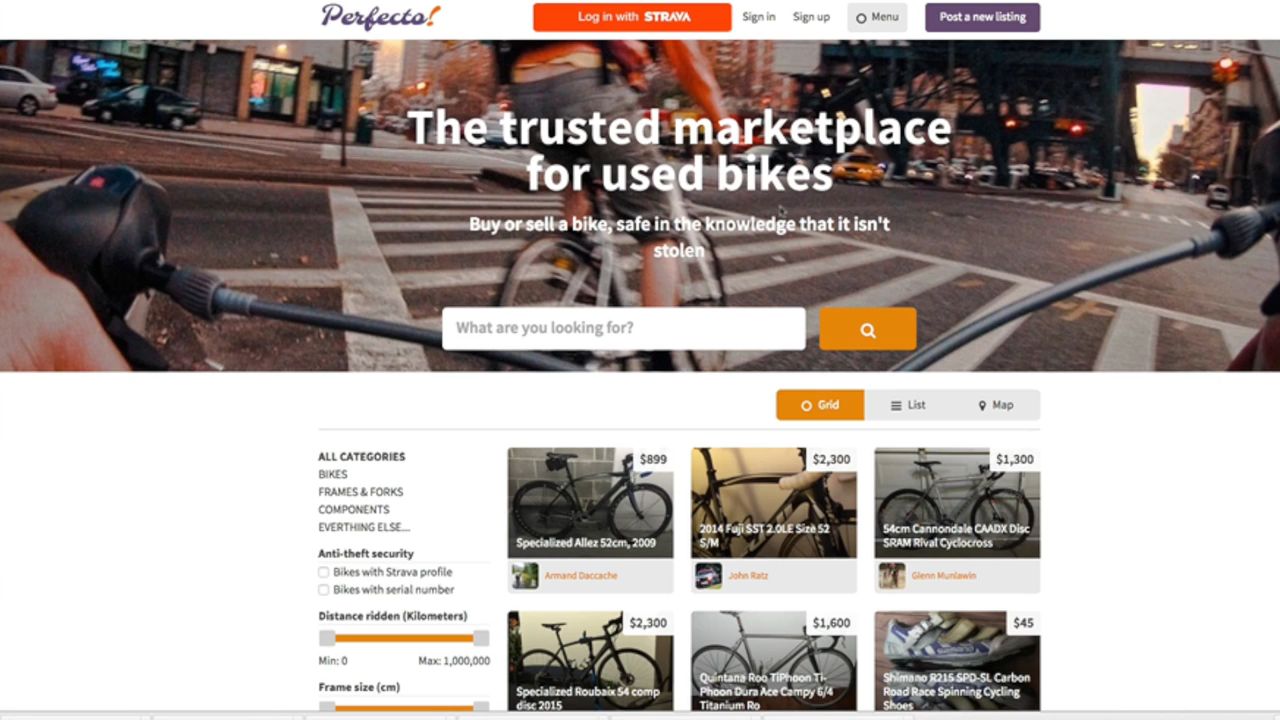 Perfecto!
Log in with STRAVA
Sign in
Sign up
Menu
Post a new listing
The trusted marketplace
for used bikes
Buy or sell a bike, safe in the knowledge that it isn't
stolen
What are you looking for?
Grid
List
Map
ALL CATEGORIES
BIKES
FRAMES & FORKS
COMPONENTS
EVERTHING ELSE...
Anti-theft security
Bikes with Strava profile
Bikes with serial number
Distance ridden (Kilometers)
Min: 0
Max: 1,000,000
Frame size (cm)
$899
Specialized Allez 52cm, 2009
Armand Daccache
$2,300
2014 Fuji SST 2.0LE Size 52
S/M
John Ratz
$1,300
54cm Cannondale CAADX Disc
SRAM Rival Cyclocross
Glenn Munlawin
$2,300
Specialized Roubaix 54 comp
disc 2015
$1,600
Quintana Roo TiPhoon Ti-
Phoon Dura Ace Campy 6/4
Titanium Ro
$45
Shimano R215 SPD-SL Carbon
Road Race Spinning Cycling
Shoes